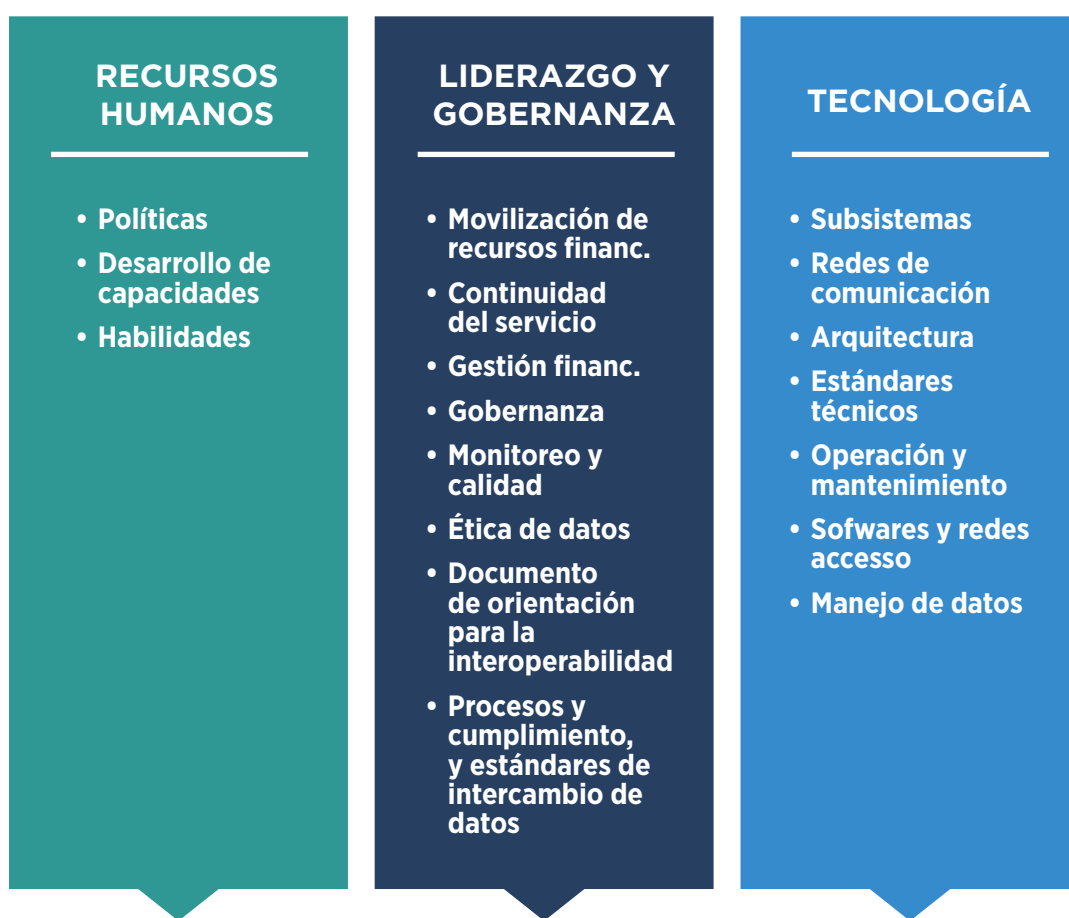 RECURSOS
HUMANOS
• Políticas
• Desarrollo de
capacidades
• Habilidades
LIDERAZGO Y
GOBERNANZA
• Movilización de
recursos financ.
• Continuidad
del servicio
• Gestión financ.
• Gobernanza
• Monitoreo y
calidad
• Ética de datos
• Documento
de orientación
para la
interoperabilidad
• Procesos y
cumplimiento,
y estándares de
intercambio de
datos
TECNOLOGÍA
• Subsistemas
• Redes de
comunicación
• Arquitectura
• Estándares
técnicos
• Operación y
mantenimiento
• Sofwares y redes
accesso
• Manejo de datos